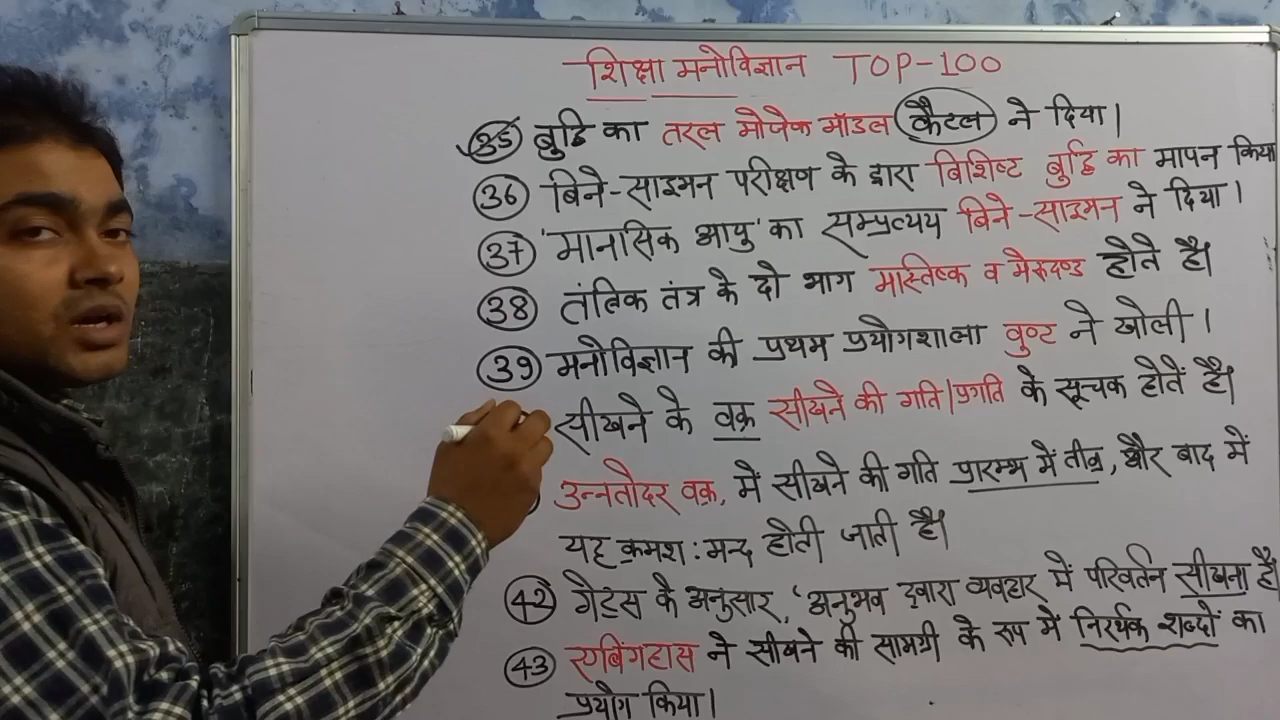 शिक्षा मनोविज्ञान TOP-100
35 बुद्धि का तरल मोजेक मॉडल कैटल ने दिया।
36 बिने-साइमन परीक्षण के द्वारा विशिष्ट बुद्धि का मापन किया
37 'मानसिक आयु' का सम्प्रत्यय बिने-साइमन ने दिया।
38 तंत्रिक तंत्र के दो भाग मास्तिष्क व मेरूदण्ड होते है।
39 मनोविज्ञान की प्रथम प्रयोगशाला वुण्ट ने खोली।
सीखने के वक्र सीखने की गति/प्रगति के सूचक होतें है।
उन्नतोदर वक्र, में सीखने की गति प्रारम्भ में तीव्र, और बाद में
यह क्रमश: मन्द होती जाती है।
42 गेट्स के अनुसार, 'अनुभव द्वारा व्यवहार में परिवर्तन सीखना है
43 एबिंगहास ने सीखने की सामग्री के रूप में निरर्थक शब्दों का
प्रयोग किया।